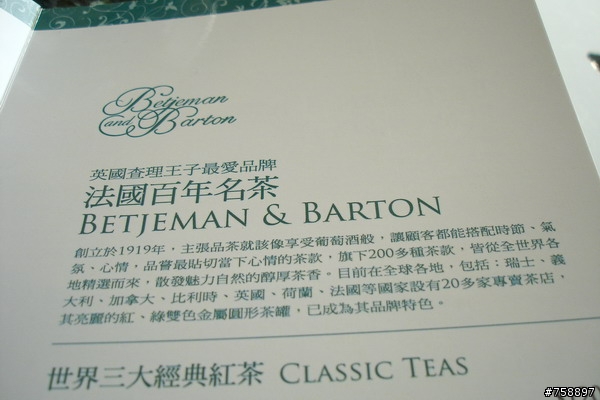 Betjeman
and Barton
英國查理王子最愛品牌
法國百年名茶
BETJEMAN & BARTON
創立於1919年，主張品茶就該像享受葡萄酒般，讓顧客都能搭配時節、氣
氛、心情，品嘗最貼切當下心情的茶款，旗下200多種茶款，皆從全世界各
地精選而來，散發魅力自然的醇厚茶香。目前在全球各地，包括：瑞士、義
大利、加拿大、比利時、英國、荷蘭、法國等國家設有20多家專賣茶店，
其亮麗的紅、綠雙色金屬圓形茶罐，已成為其品牌特色。
世界三大經典紅茶 CLASSIC TEAS
#758897